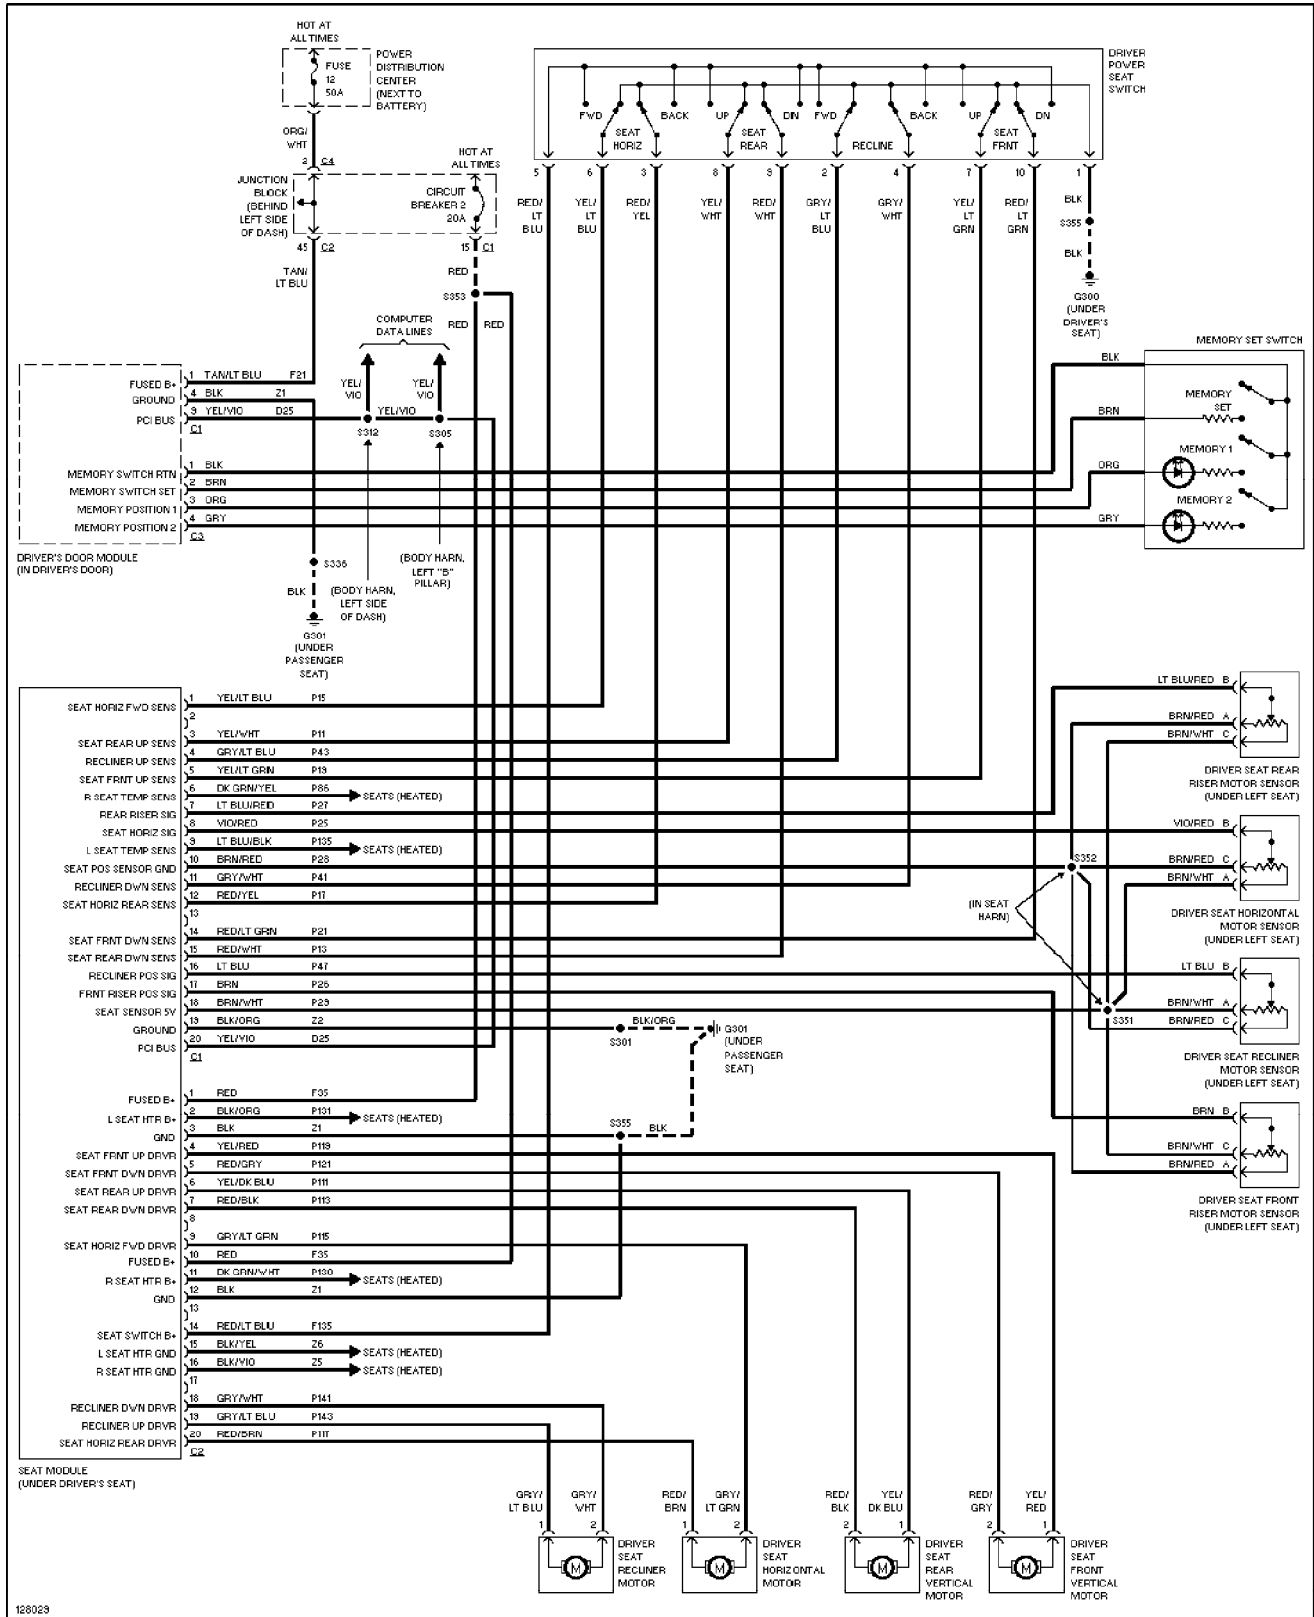 HOT AT
ALL TIMES
FUSE
12
50A
POWER
DISTRIBUTION
CENTER
(NEXT TO
BATTERY)
ORG/
WHT
2 C4
JUNCTION
BLOCK
(BEHIND
LEFT SIDE
OF DASH)
HOT AT
ALL TIMES
CIRCUIT
BREAKER 2
20A
45 C2
15 C1
TAN/
LT BLU
RED
S353
RED RED
DRIVER
POWER
SEAT
SWITCH
FWD BACK UP DN FWD BACK UP DN
SEAT
HORIZ
SEAT
REAR
RECLINE
SEAT
FRNT
5 6 3 8 9 2 4 7 10 1
RED/
LT
BLU
YEL/
LT
BLU
RED/
YEL
YEL/
WHT
RED/
WHT
GRY/
LT
BLU
GRY/
WHT
YEL/
LT
GRN
RED/
LT
GRN
BLK
S355
BLK
G300
(UNDER
DRIVER'S
SEAT)
COMPUTER
DATA LINES
YEL/
VIO
YEL/
VIO
YEL/VIO
S312
S305
MEMORY SET SWITCH
BLK
MEMORY
SET
BRN
MEMORY 1
ORG
MEMORY 2
GRY
FUSED B+ 1 TAN/LT BLU F21
GROUND 4 BLK Z1
PCI BUS 9 YEL/VIO D25
C1
MEMORY SWITCH RTN 1 BLK
MEMORY SWITCH SET 2 BRN
MEMORY POSITION 1 3 ORG
MEMORY POSITION 2 4 GRY
C3
DRIVER'S DOOR MODULE
(IN DRIVER'S DOOR)
S336
BLK
G301
(UNDER
PASSENGER
SEAT)
(BODY HARN,
LEFT SIDE
OF DASH)
(BODY HARN,
LEFT "B"
PILLAR)
SEAT HORIZ FWD SENS 1 YEL/LT BLU P15
2
SEAT REAR UP SENS 3 YEL/WHT P11
RECLINER UP SENS 4 GRY/LT BLU P43
SEAT FRNT UP SENS 5 YEL/LT GRN P19
R SEAT TEMP SENS 6 DK GRN/YEL P86 SEATS (HEATED)
REAR RISER SIG 7 LT BLU/RED P27
SEAT HORIZ SIG 8 VIO/RED P25
L SEAT TEMP SENS 9 LT BLU/BLK P135 SEATS (HEATED)
SEAT POS SENSOR GND 10 BRN/RED P28
RECLINER DWN SENS 11 GRY/WHT P41
SEAT HORIZ REAR SENS 12 RED/YEL P17
13
SEAT FRNT DWN SENS 14 RED/LT GRN P21
SEAT REAR DWN SENS 15 RED/WHT P13
RECLINER POS SIG 16 LT BLU P47
FRNT RISER POS SIG 17 BRN P26
SEAT SENSOR 5V 18 BRN/WHT P29
GROUND 19 BLK/ORG Z2
PCI BUS 20 YEL/VIO D25
C1
S301
BLK/ORG
G301
(UNDER
PASSENGER
SEAT)
S355
BLK
FUSED B+ 1 RED F35
L SEAT HTR B+ 2 BLK/ORG P131 SEATS (HEATED)
GND 3 BLK Z1
SEAT FRNT UP DRVR 4 YEL/RED P119
SEAT FRNT DWN DRVR 5 RED/GRY P121
SEAT REAR UP DRVR 6 YEL/DK BLU P111
SEAT REAR DWN DRVR 7 RED/BLK P113
8
SEAT HORIZ FWD DRVR 9 GRY/LT GRN P115
FUSED B+ 10 RED F35
R SEAT HTR B+ 11 DK GRN/WHT P130 SEATS (HEATED)
GND 12 BLK Z1
13
SEAT SWITCH B+ 14 RED/LT BLU F135
L SEAT HTR GND 15 BLK/YEL Z6 SEATS (HEATED)
R SEAT HTR GND 16 BLK/VIO Z5 SEATS (HEATED)
17
RECLINER DWN DRVR 18 GRY/WHT P141
RECLINER UP DRVR 19 GRY/LT BLU P143
SEAT HORIZ REAR DRVR 20 RED/BRN P117
C2
SEAT MODULE
(UNDER DRIVER'S SEAT)
LT BLU/RED B
BRN/RED A
BRN/WHT C
DRIVER SEAT REAR
RISER MOTOR SENSOR
(UNDER LEFT SEAT)
VIO/RED B
S352
BRN/RED C
BRN/WHT A
(IN SEAT
HARN)
DRIVER SEAT HORIZONTAL
MOTOR SENSOR
(UNDER LEFT SEAT)
LT BLU B
BRN/WHT A
S351
BRN/RED C
DRIVER SEAT RECLINER
MOTOR SENSOR
(UNDER LEFT SEAT)
BRN B
BRN/WHT C
BRN/RED A
DRIVER SEAT FRONT
RISER MOTOR SENSOR
(UNDER LEFT SEAT)
GRY/
LT BLU
GRY/
WHT
RED/
BRN
GRY/
LT GRN
RED/
BLK
YEL/
DK BLU
RED/
GRY
YEL/
RED
1 2 1 2 2 1 2 1
M
DRIVER
SEAT
RECLINER
MOTOR
M
DRIVER
SEAT
HORIZONTAL
MOTOR
M
DRIVER
SEAT
REAR
VERTICAL
MOTOR
M
DRIVER
SEAT
FRONT
VERTICAL
MOTOR
128029